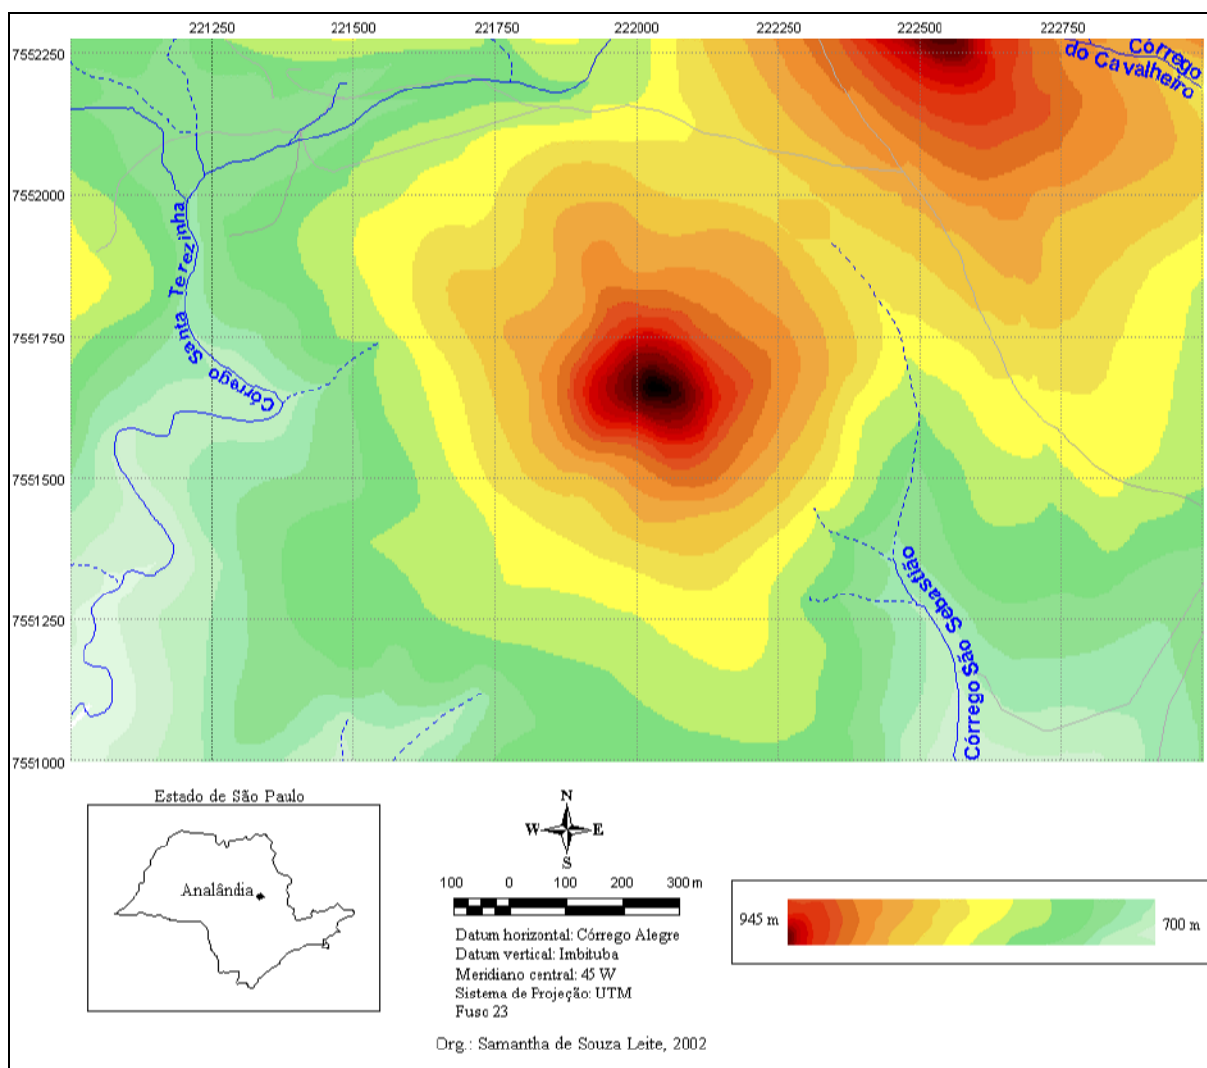 221250 221500 221750 222000 222250 222500 222750
7552250
7552000
7551750
7551500
7551250
7551000
Córrego
do Cavalheiro
Córrego Santa Terezinha
Córrego São Sebastião
Estado de São Paulo
Analândia
N
W E
S
100 0 100 200 300 m
Datum horizontal: Córrego Alegre
Datum vertical: Imbituba
Meridiano central: 45 W
Sistema de Projeção: UTM
Fuso 23
Org.: Samantha de Souza Leite, 2002
945 m 700 m